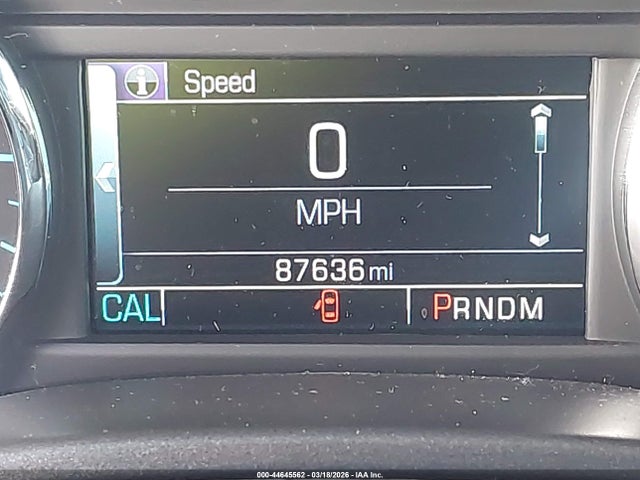 Speed
0
MPH
87636 mi
CAL PRNDM
000-44645562 - 03/18/2026 - IAA Inc.